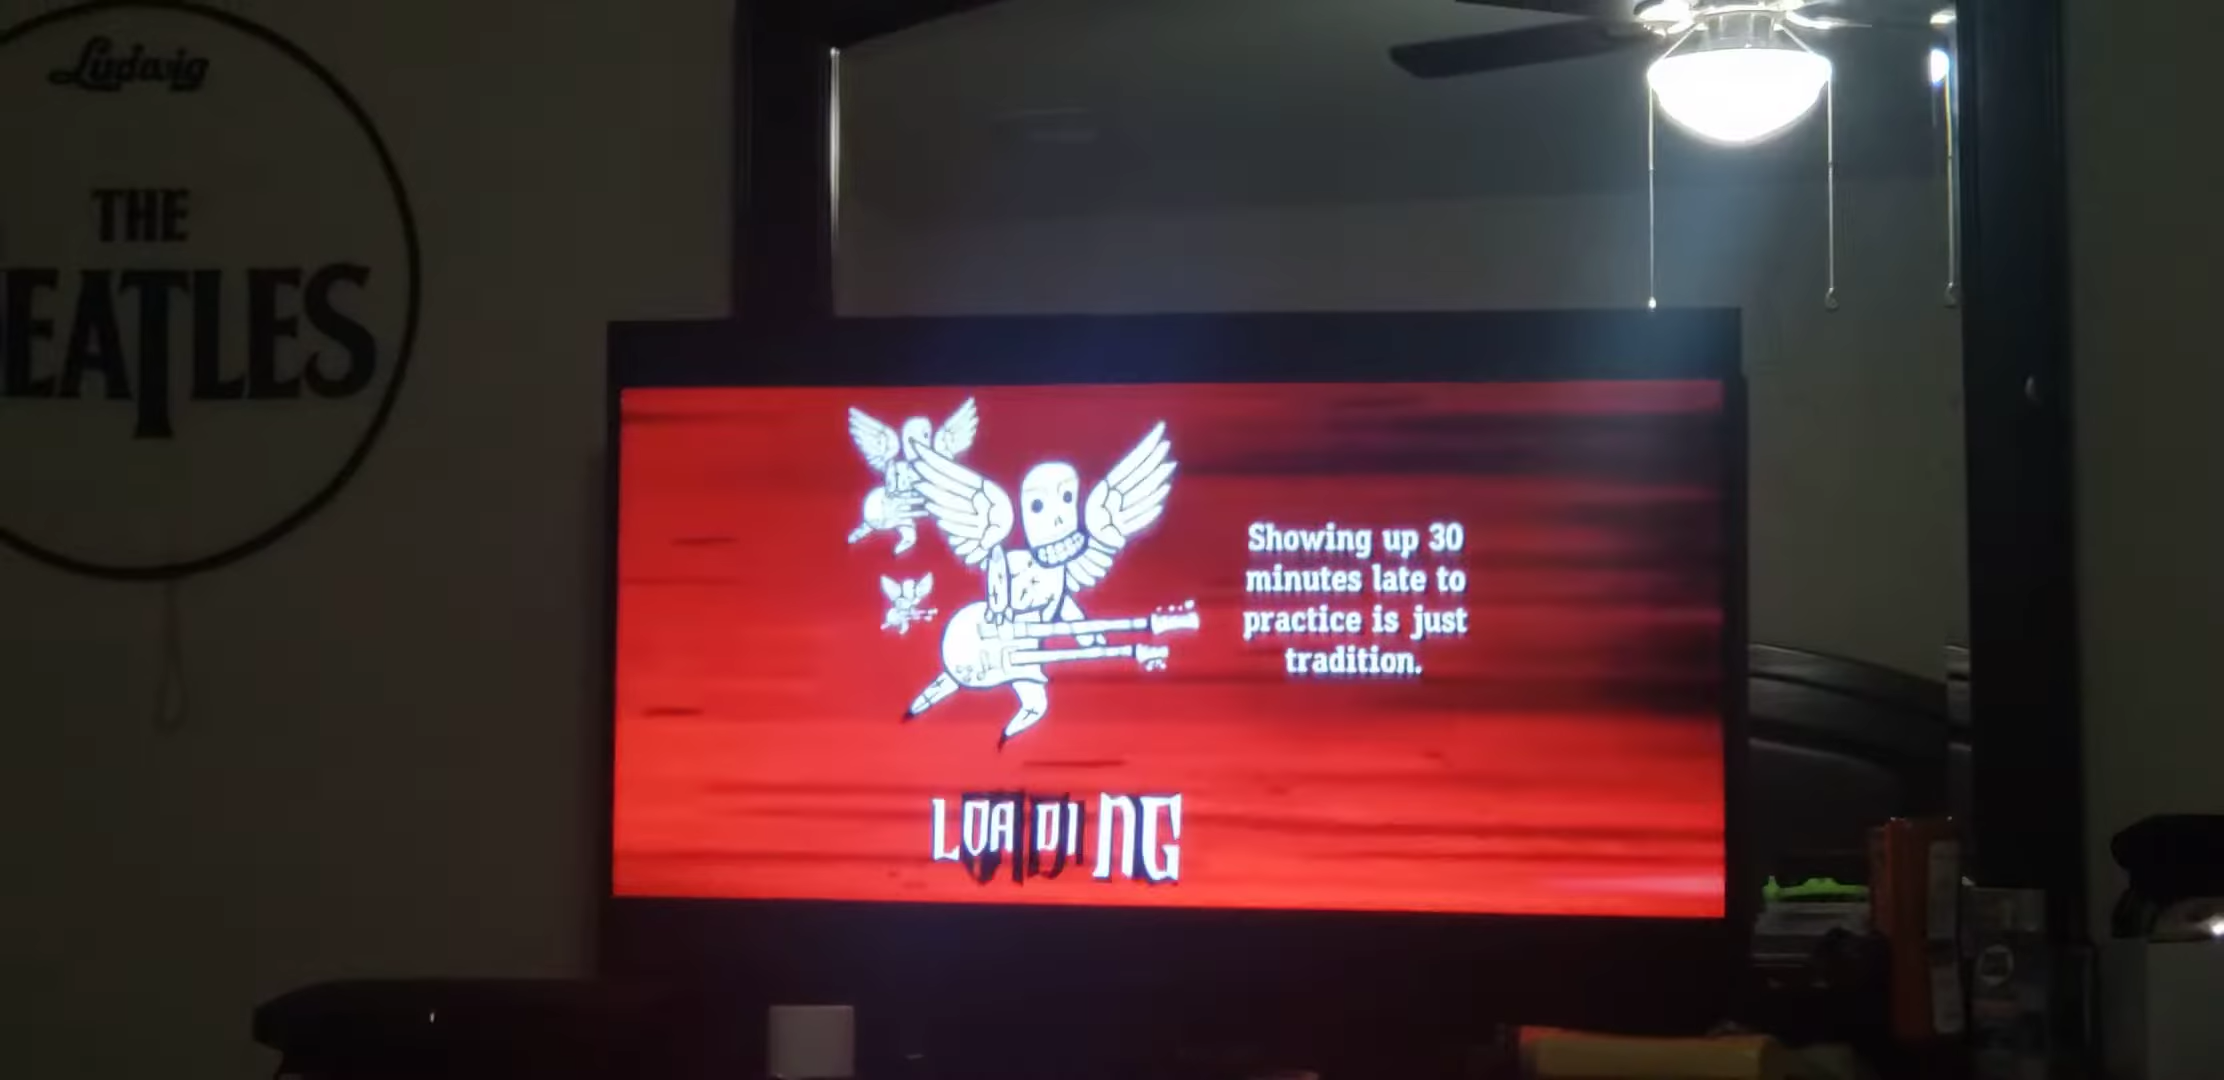 Ludwig
THE
EATLES
Showing up 30
minutes late to
practice is just
tradition.
LOADING